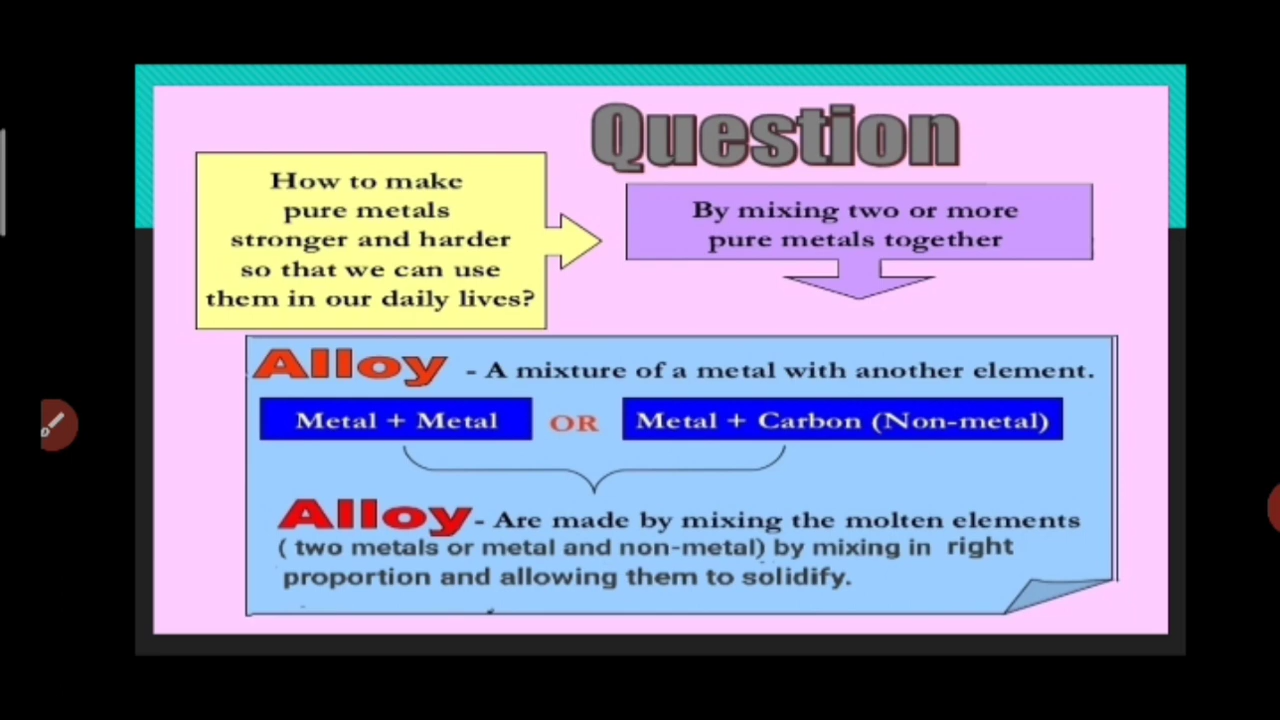 Question
How to make
pure metals
stronger and harder
so that we can use
them in our daily lives?
By mixing two or more
pure metals together
Alloy - A mixture of a metal with another element.
Metal + Metal OR Metal + Carbon (Non-metal)
Alloy - Are made by mixing the molten elements
( two metals or metal and non-metal) by mixing in right
proportion and allowing them to solidify.